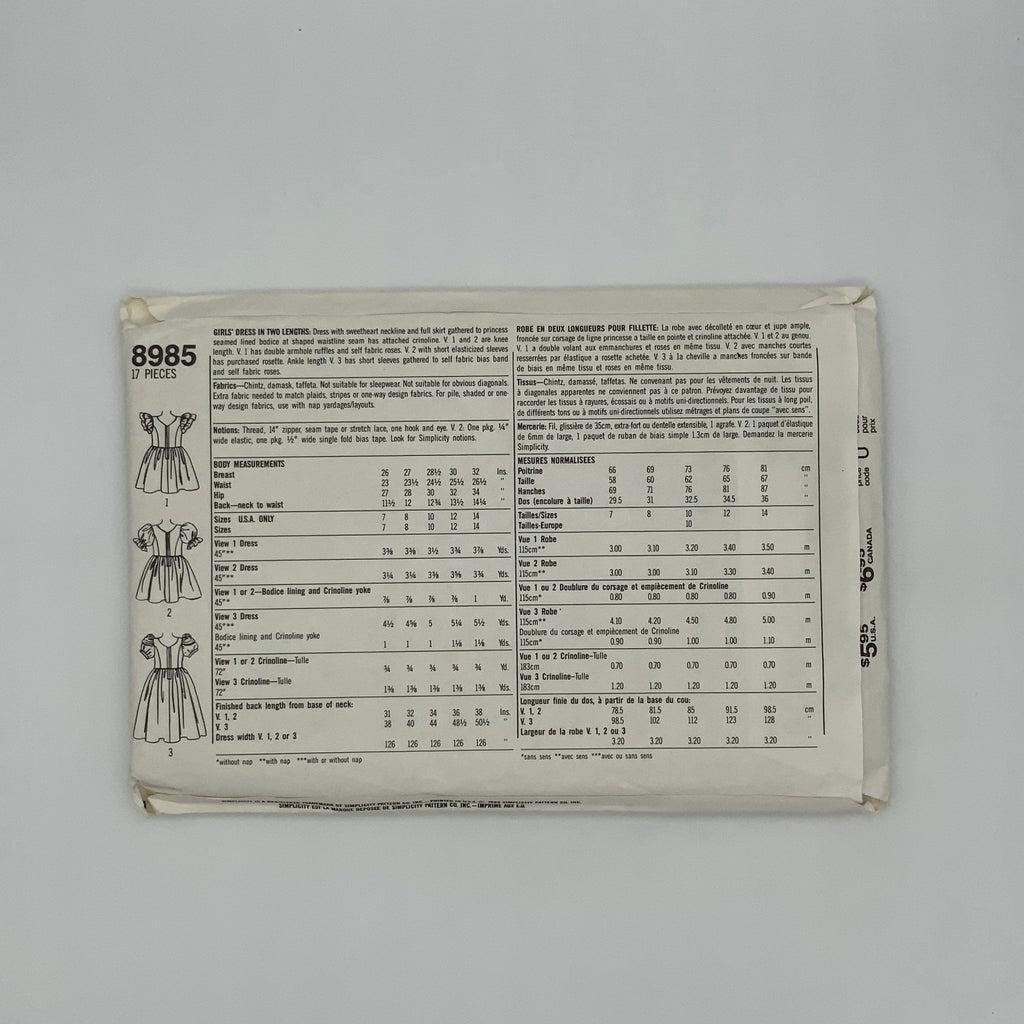 8985
17 PIECES
1
2
3
GIRLS' DRESS IN TWO LENGTHS: Dress with sweetheart neckline and full skirt gathered to princess
seamed lined bodice at shaped waistline seam has attached crinoline. V. 1 and 2 are knee
length. V. 1 has double armhole ruffles and self fabric roses. V. 2 with short elasticized sleeves
has purchased rosette. Ankle length V. 3 has short sleeves gathered to self fabric bias band
and self fabric roses.
Fabrics—Chintz, damask, taffeta. Not suitable for sleepwear. Not suitable for obvious diagonals.
Extra fabric needed to match plaids, stripes or one-way design fabrics. For pile, shaded or one-
way design fabrics, use with nap yardages/layouts.
Notions: Thread, 14" zipper, seam tape or stretch lace, one hook and eye. V. 2: One pkg. ¼"
wide elastic, one pkg. ½" wide single fold bias tape. Look for Simplicity notions.
BODY MEASUREMENTS
Breast 26 27 28½ 30 32 Ins.
Waist 23 23½ 24½ 25½ 26½ "
Hip 27 28 30 32 34 "
Back—neck to waist 11½ 12 12¾ 13½ 14¼ "
Sizes U.S.A. ONLY 7 8 10 12 14
Sizes 7 8 10 12 14
View 1 Dress
45"** 3⅜ 3⅜ 3½ 3¾ 3⅞ Yds.
View 2 Dress
45"** 3¼ 3¼ 3⅜ 3⅝ 3¾ Yds.
View 1 or 2—Bodice lining and Crinoline yoke
45"* ⅞ ⅞ ⅞ ⅞ 1 Yd.
View 3 Dress
45"** 4½ 4⅝ 5 5¼ 5½ Yds.
Bodice lining and Crinoline yoke
45"* 1 1 1 1⅛ 1⅛ Yds.
View 1 or 2 Crinoline—Tulle
72" ¾ ¾ ¾ ¾ ¾ Yd.
View 3 Crinoline—Tulle
72" 1⅜ 1⅜ 1⅜ 1⅜ 1⅜ Yds.
Finished back length from base of neck:
V. 1, 2 31 32 34 36 38 Ins.
V. 3 38 40 44 48½ 50½ "
Dress width V. 1, 2 or 3
126 126 126 126 126 "
*without nap **with nap ***with or without nap
ROBE EN DEUX LONGUEURS POUR FILLETTE: La robe avec décolleté en cœur et jupe ample,
froncée sur corsage de ligne princesse a taille en pointe et crinoline attachée. V. 1 et 2 au genou.
V. 1 a double volant aux emmanchures et roses en même tissu. V. 2 avec manches courtes
resserrées par élastique a rosette achetée. V. 3 à la cheville a manches froncées sur bande
de biais en même tissu et roses en même tissu.
Tissus—Chintz, damassé, taffetas. Ne convenant pas pour les vêtements de nuit. Les tissus
à diagonales apparentes ne conviennent pas à ce patron. Prévoyez davantage de tissu pour
raccorder les tissus à rayures, écossais ou à motifs uni-directionnels. Pour les tissus à long poil,
de différents tons ou à motifs uni-directionnels utilisez métrages et plans de coupe "avec sens".
Mercerie: Fil, glissière de 35cm, extra-fort ou dentelle extensible, 1 agrafe. V. 2: 1 paquet d'élastique
de 6mm de large, 1 paquet de ruban de biais simple 1.3cm de large. Demandez la mercerie
Simplicity.
MESURES NORMALISEES
Poitrine 66 69 73 76 81 cm
Taille 58 60 62 65 67 "
Hanches 69 71 76 81 87 "
Dos (encolure à taille) 29.5 31 32.5 34.5 36 "
Tailles/Sizes 7 8 10 12 14
Tailles-Europe 10
Vue 1 Robe
115cm** 3.00 3.10 3.20 3.40 3.50 m
Vue 2 Robe
115cm** 3.00 3.00 3.10 3.30 3.40 m
Vue 1 ou 2 Doublure du corsage et empiècement de Crinoline
115cm* 0.80 0.80 0.80 0.80 0.90 m
Vue 3 Robe
115cm** 4.10 4.20 4.50 4.80 5.00 m
Doublure du corsage et empiècement de Crinoline
115cm* 0.90 0.90 1.00 1.00 1.10 m
Vue 1 ou 2 Crinoline-Tulle
183cm 0.70 0.70 0.70 0.70 0.70 m
Vue 3 Crinoline-Tulle
183cm 1.20 1.20 1.20 1.20 1.20 m
Longueur finie du dos, à partir de la base du cou:
V. 1, 2 78.5 81.5 85 91.5 98.5 cm
V. 3 98.5 102 112 123 128 "
Largeur de la robe V. 1, 2 ou 3
3.20 3.20 3.20 3.20 3.20 "
*sans sens **avec sens ***avec ou sans sens
pour
prix
code U
$695 CANADA
$595 U.S.A.
SIMPLICITY EST LA MARQUE DEPOSEE DE SIMPLICITY PATTERN CO. INC.—IMPRIME AUX E.U.